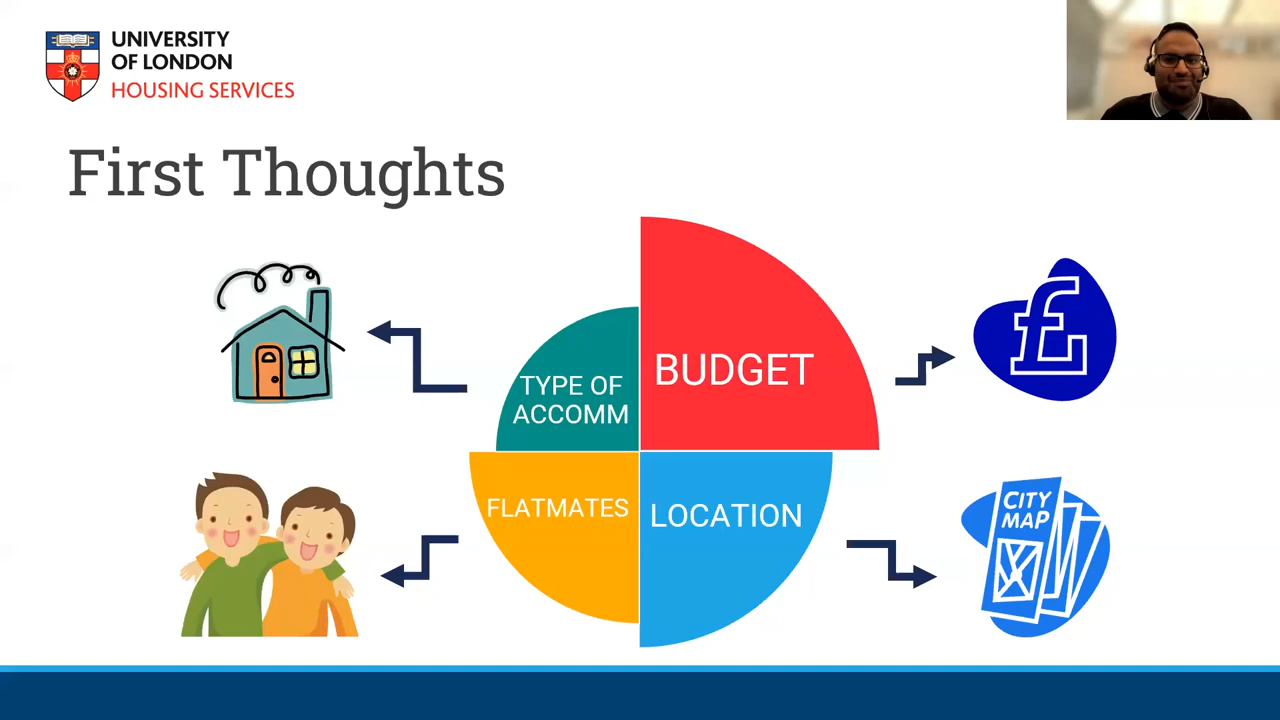 UNIVERSITY
OF LONDON
HOUSING SERVICES
First Thoughts
TYPE OF
ACCOMM
BUDGET
£
FLATMATES
LOCATION
CITY
MAP